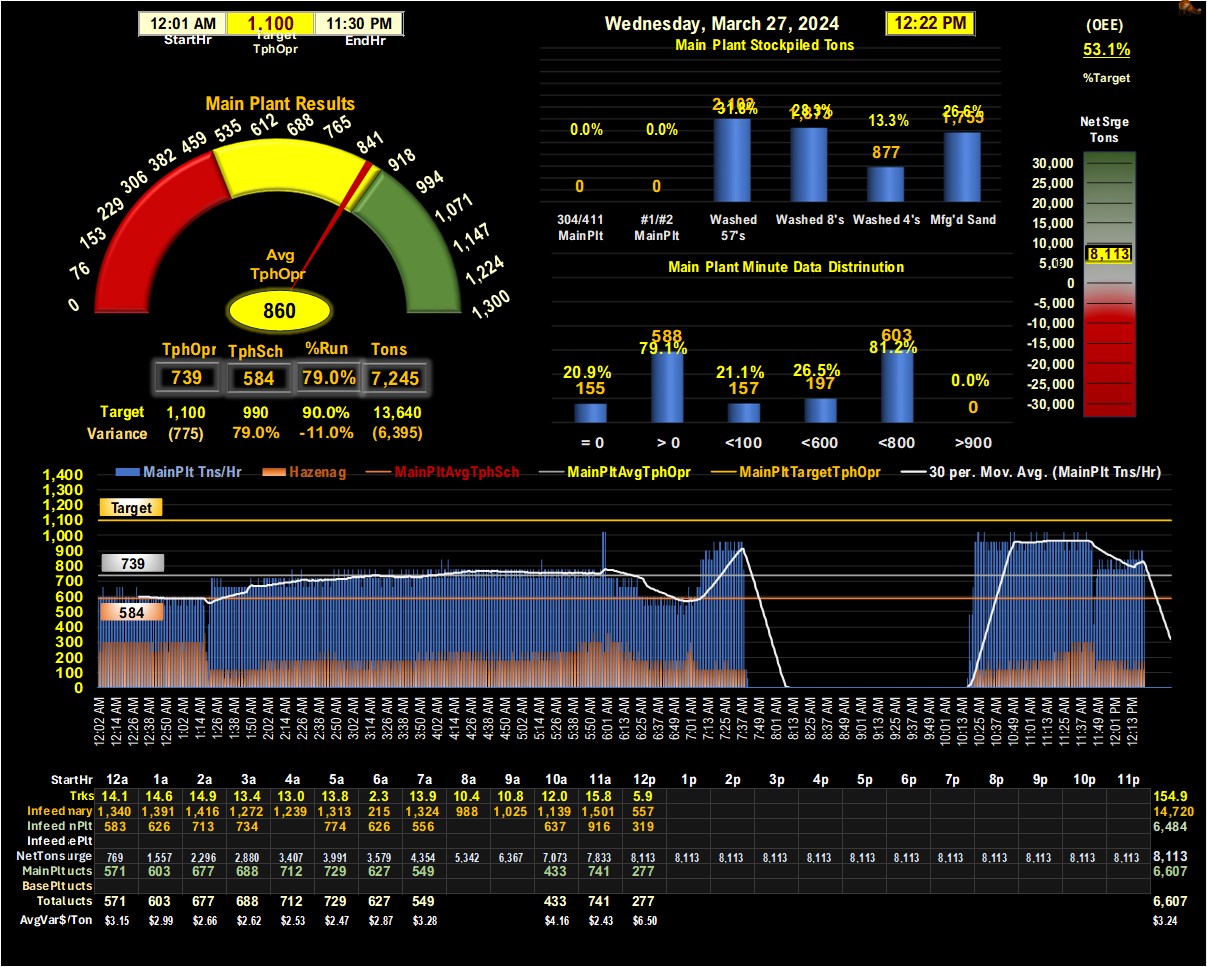 12:01 AM 1,100 11:30 PM
StartHr Target TphOpr EndHr
Wednesday, March 27, 2024 12:22 PM
(OEE)
53.1%
%Target
Main Plant Stockpiled Tons
2,102 1,873 1,755
31.8% 28.3% 26.6%
0.0% 0.0% 13.3%
877
0 0
304/411 MainPlt #1/#2 MainPlt Washed 57's Washed 8's Washed 4's Mfg'd Sand
Main Plant Results
0 76 153 229 306 382 459 535 612 688 765 841 918 994 1,071 1,147 1,224 1,300
Avg
TphOpr
860
TphOpr TphSch %Run Tons
739 584 79.0% 7,245
Target 1,100 990 90.0% 13,640
Variance (775) 79.0% -11.0% (6,395)
Main Plant Minute Data Distrinution
588 603
79.1% 81.2%
20.9% 21.1% 26.5% 0.0%
155 157 197 0
= 0 > 0 <100 <600 <800 >900
Net Srge
Tons
30,000
25,000
20,000
15,000
10,000
8,113
5,000
0
-5,000
-10,000
-15,000
-20,000
-25,000
-30,000
MainPlt Tns/Hr Hazenag MainPltAvgTphSch MainPltAvgTphOpr MainPltTargetTphOpr 30 per. Mov. Avg. (MainPlt Tns/Hr)
1,400
1,300
1,200
1,100
1,000
900
800
700
600
500
400
300
200
100
0
Target
739
584
12:02 AM 12:14 AM 12:26 AM 12:38 AM 12:50 AM 1:02 AM 1:14 AM 1:26 AM 1:38 AM 1:50 AM 2:02 AM 2:14 AM 2:26 AM 2:38 AM 2:50 AM 3:01 AM 3:13 AM 3:25 AM 3:37 AM 3:49 AM 4:01 AM 4:13 AM 4:25 AM 4:37 AM 4:49 AM 5:02 AM 5:14 AM 5:26 AM 5:38 AM 5:50 AM 6:01 AM 6:13 AM 6:25 AM 6:37 AM 6:49 AM 7:01 AM 7:13 AM 7:25 AM 7:37 AM 7:49 AM 8:01 AM 8:13 AM 8:25 AM 8:37 AM 8:49 AM 9:01 AM 9:13 AM 9:25 AM 9:37 AM 9:49 AM 10:01 AM 10:13 AM 10:25 AM 10:37 AM 10:49 AM 11:01 AM 11:13 AM 11:25 AM 11:37 AM 11:49 AM 12:01 PM 12:13 PM
StartHr 12a 1a 2a 3a 4a 5a 6a 7a 8a 9a 10a 11a 12p 1p 2p 3p 4p 5p 6p 7p 8p 9p 10p 11p
Trks 14.1 14.6 14.9 13.4 13.0 13.8 2.3 13.9 10.4 10.8 12.0 15.8 5.9 154.9
Infeed nary 1,340 1,391 1,416 1,272 1,239 1,313 215 1,324 988 1,025 1,139 1,501 557 14,720
Infeed nPlt 583 626 713 734 774 626 556 637 916 319 6,484
Infeed ePlt
NetTons urge 769 1,557 2,296 2,880 3,407 3,991 3,579 4,354 5,342 6,367 7,073 7,833 8,113 8,113 8,113 8,113 8,113 8,113 8,113 8,113 8,113 8,113 8,113 8,113 8,113
MainPlt ucts 571 603 677 688 712 729 627 549 433 741 277 6,607
BasePlt ucts
Total ucts 571 603 677 688 712 729 627 549 433 741 277 6,607
AvgVar$/Ton $3.15 $2.99 $2.66 $2.62 $2.53 $2.47 $2.87 $3.28 $4.16 $2.43 $6.50 $3.24